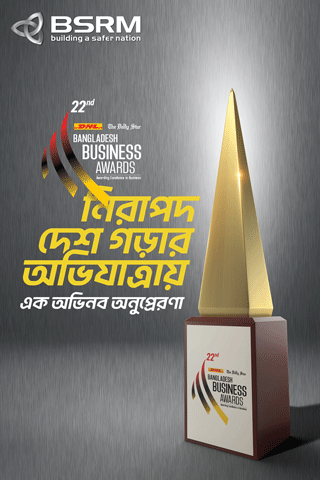 BSRM
building a safer nation
22nd
DHL The Daily Star
BANGLADESH
BUSINESS
AWARDS
Awarding Excellence in Business
নিরাপদ
দেশ গড়ার
অভিযাত্রায়
এক অভিনব অনুপ্রেরণা
22nd
DHL The Daily Star
BANGLADESH
BUSINESS
AWARDS